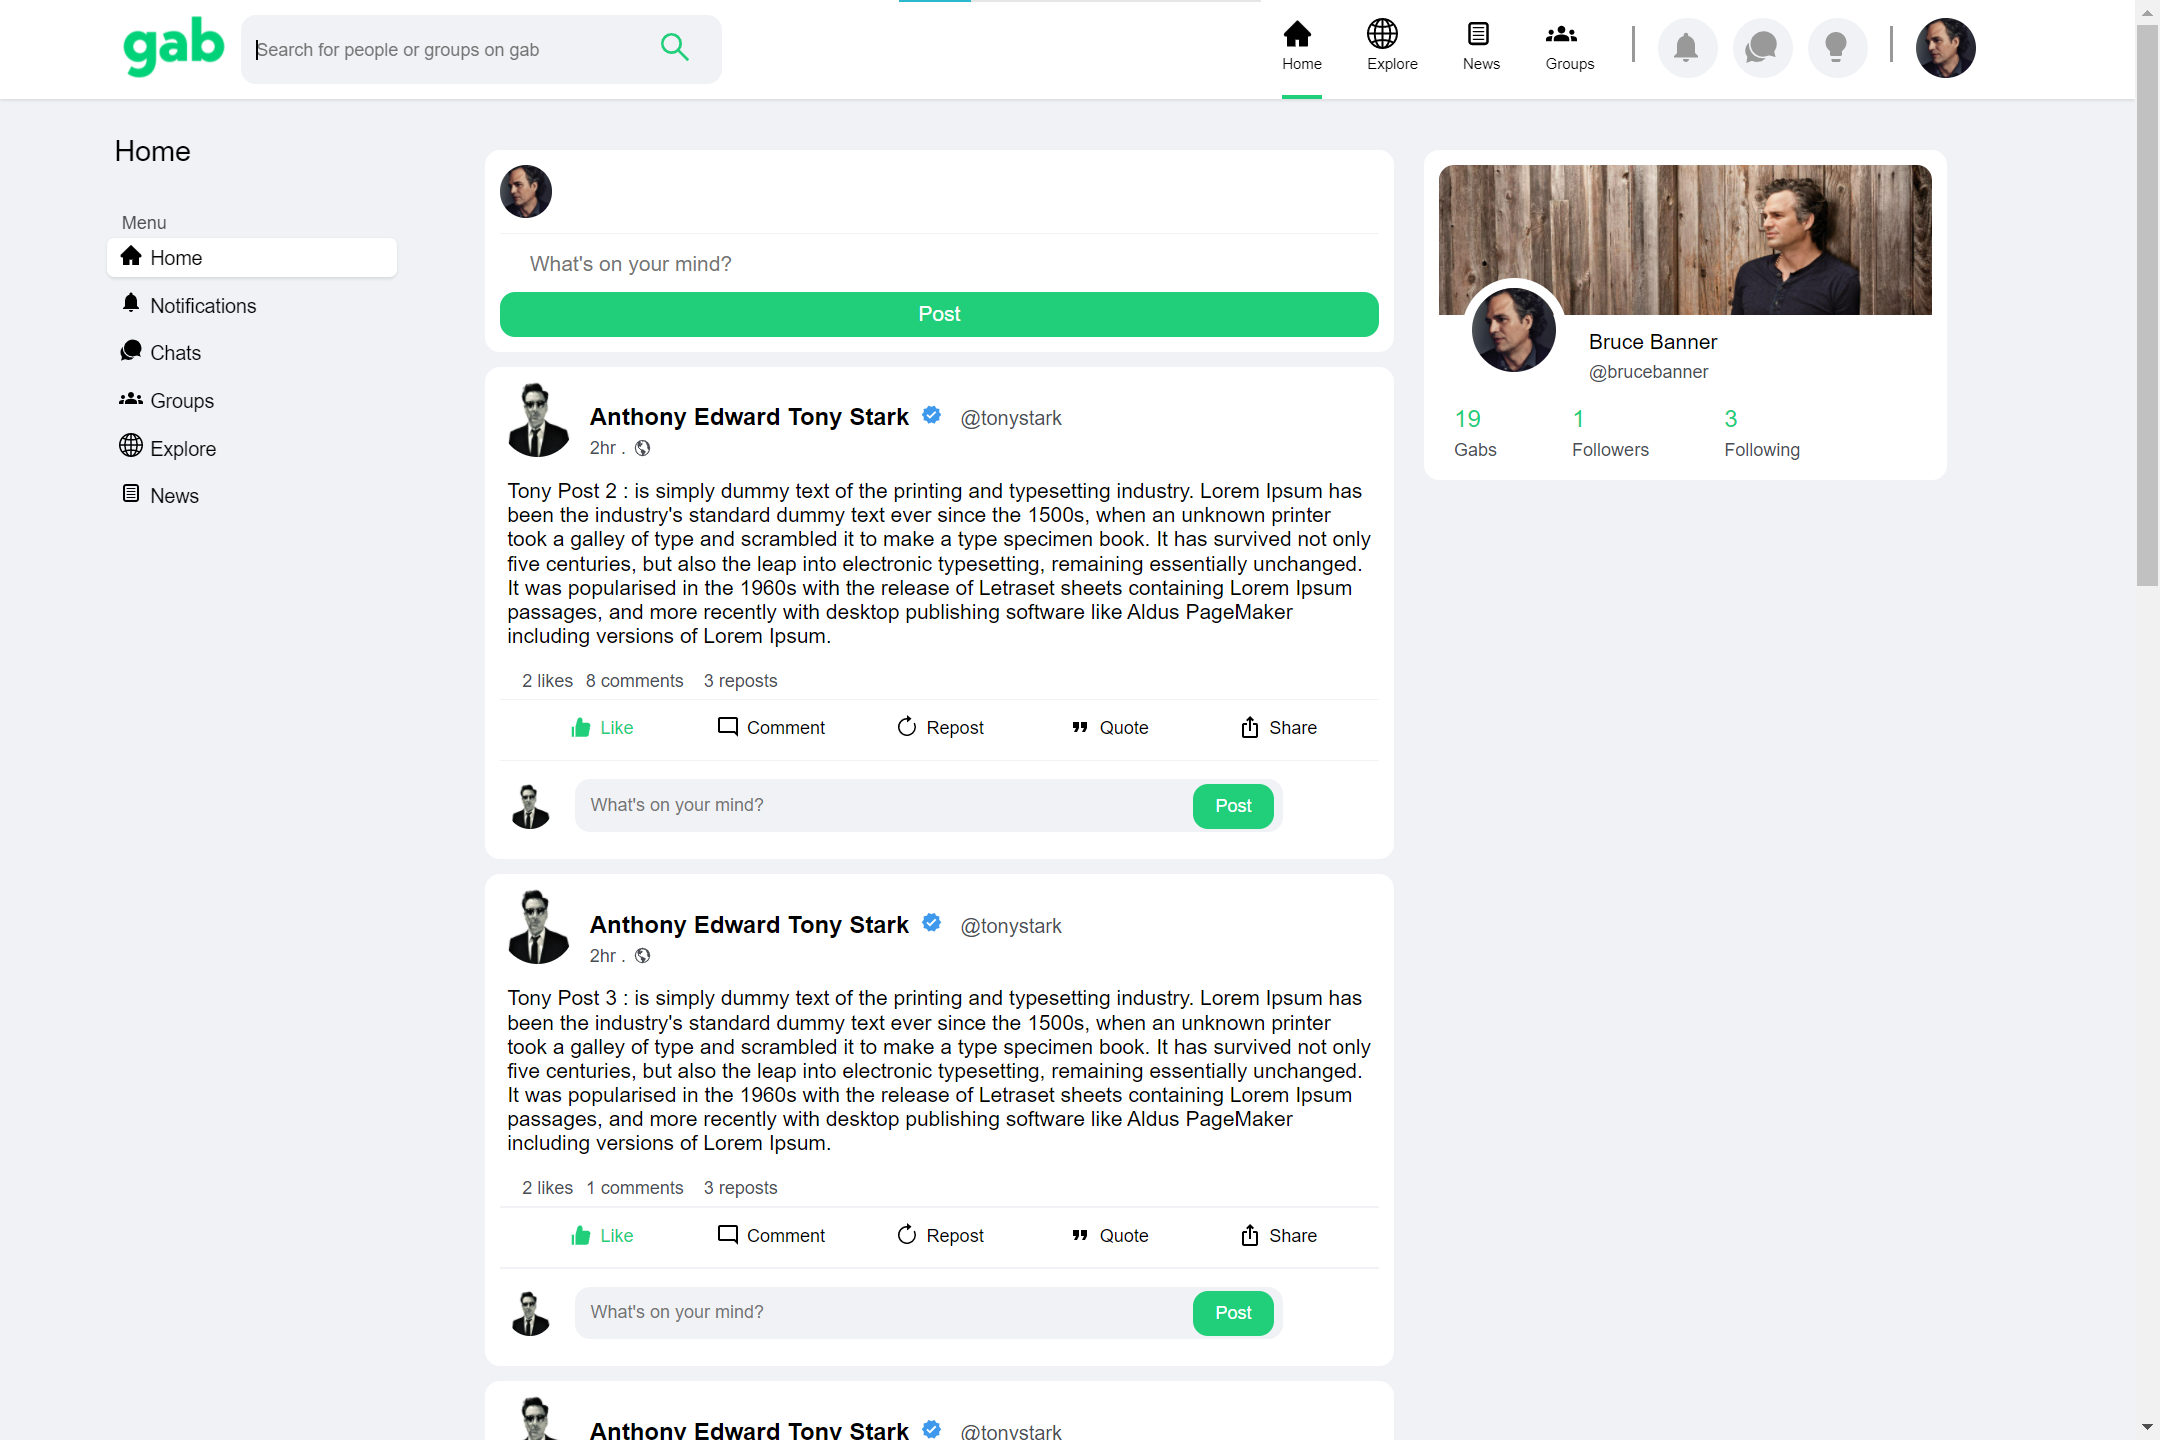 gab
Search for people or groups on gab
Home
Explore
News
Groups
Home
Menu
Home
Notifications
Chats
Groups
Explore
News
What's on your mind?
Post
Anthony Edward Tony Stark @tonystark
2hr .
Tony Post 2 : is simply dummy text of the printing and typesetting industry. Lorem Ipsum has
been the industry's standard dummy text ever since the 1500s, when an unknown printer
took a galley of type and scrambled it to make a type specimen book. It has survived not only
five centuries, but also the leap into electronic typesetting, remaining essentially unchanged.
It was popularised in the 1960s with the release of Letraset sheets containing Lorem Ipsum
passages, and more recently with desktop publishing software like Aldus PageMaker
including versions of Lorem Ipsum.
2 likes 8 comments 3 reposts
Like Comment Repost Quote Share
What's on your mind? Post
Anthony Edward Tony Stark @tonystark
2hr .
Tony Post 3 : is simply dummy text of the printing and typesetting industry. Lorem Ipsum has
been the industry's standard dummy text ever since the 1500s, when an unknown printer
took a galley of type and scrambled it to make a type specimen book. It has survived not only
five centuries, but also the leap into electronic typesetting, remaining essentially unchanged.
It was popularised in the 1960s with the release of Letraset sheets containing Lorem Ipsum
passages, and more recently with desktop publishing software like Aldus PageMaker
including versions of Lorem Ipsum.
2 likes 1 comments 3 reposts
Like Comment Repost Quote Share
What's on your mind? Post
Anthony Edward Tony Stark @tonystark
Bruce Banner
@brucebanner
19 1 3
Gabs Followers Following